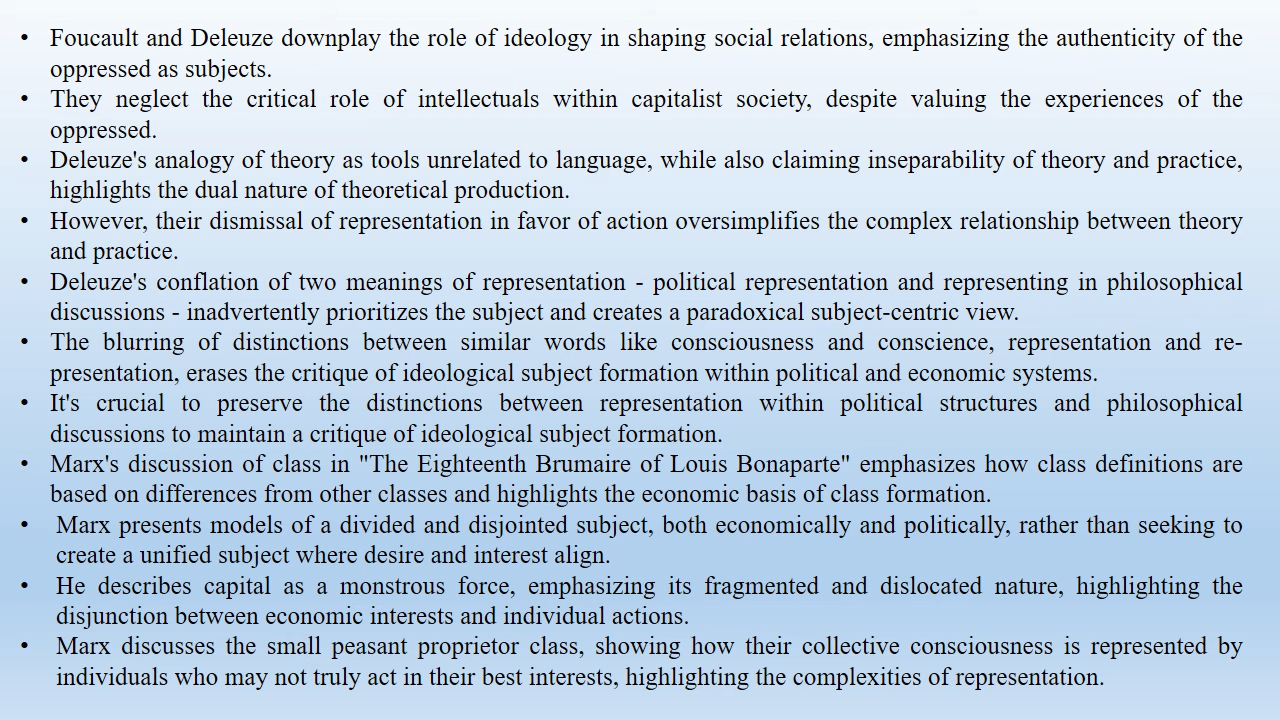 • Foucault and Deleuze downplay the role of ideology in shaping social relations, emphasizing the authenticity of the
oppressed as subjects.
• They neglect the critical role of intellectuals within capitalist society, despite valuing the experiences of the
oppressed.
• Deleuze's analogy of theory as tools unrelated to language, while also claiming inseparability of theory and practice,
highlights the dual nature of theoretical production.
• However, their dismissal of representation in favor of action oversimplifies the complex relationship between theory
and practice.
• Deleuze's conflation of two meanings of representation - political representation and representing in philosophical
discussions - inadvertently prioritizes the subject and creates a paradoxical subject-centric view.
• The blurring of distinctions between similar words like consciousness and conscience, representation and re-
presentation, erases the critique of ideological subject formation within political and economic systems.
• It's crucial to preserve the distinctions between representation within political structures and philosophical
discussions to maintain a critique of ideological subject formation.
• Marx's discussion of class in "The Eighteenth Brumaire of Louis Bonaparte" emphasizes how class definitions are
based on differences from other classes and highlights the economic basis of class formation.
• Marx presents models of a divided and disjointed subject, both economically and politically, rather than seeking to
create a unified subject where desire and interest align.
• He describes capital as a monstrous force, emphasizing its fragmented and dislocated nature, highlighting the
disjunction between economic interests and individual actions.
• Marx discusses the small peasant proprietor class, showing how their collective consciousness is represented by
individuals who may not truly act in their best interests, highlighting the complexities of representation.